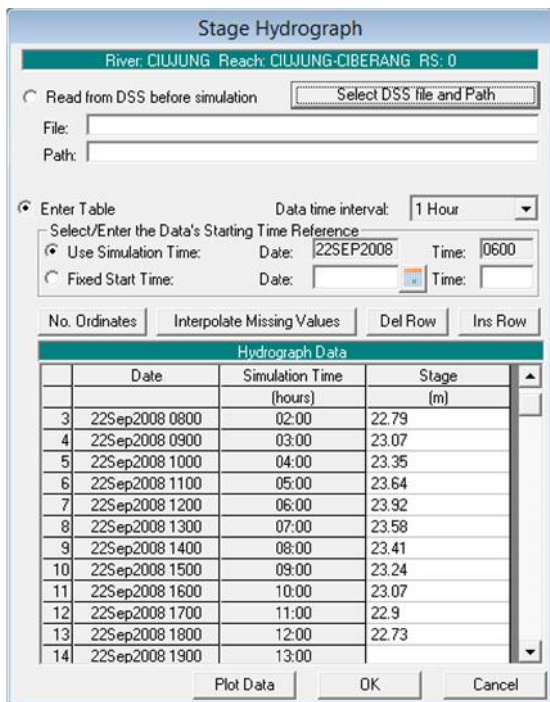 Stage Hydrograph
River: CIUJUNG Reach: CIUJUNG-CIBERANG RS: 0
Read from DSS before simulation Select DSS file and Path
File:
Path:
Enter Table Data time interval: 1 Hour
Select/Enter the Data's Starting Time Reference
Use Simulation Time: Date: 22SEP2008 Time: 0600
Fixed Start Time: Date: Time:
No. Ordinates Interpolate Missing Values Del Row Ins Row
Hydrograph Data
Date Simulation Time Stage
(hours) (m)
3 22Sep2008 0800 02:00 22.79
4 22Sep2008 0900 03:00 23.07
5 22Sep2008 1000 04:00 23.35
6 22Sep2008 1100 05:00 23.64
7 22Sep2008 1200 06:00 23.92
8 22Sep2008 1300 07:00 23.58
9 22Sep2008 1400 08:00 23.41
10 22Sep2008 1500 09:00 23.24
11 22Sep2008 1600 10:00 23.07
12 22Sep2008 1700 11:00 22.9
13 22Sep2008 1800 12:00 22.73
14 22Sep2008 1900 13:00
Plot Data OK Cancel